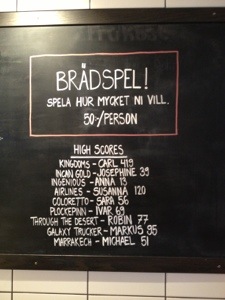 BRÄDSPEL!
SPELA HUR MYCKET NI VILL.
50:-/PERSON
HIGH SCORES
KINGDOMS - CARL 419
INCAN GOLD - JOSEPHINE 39
INGENIOUS - ANNA 13
AIRLINES - SUSANNA 120
COLORETTO - SARA 56
PLOCKEPINN - IVAR 69
THROUGH THE DESERT - ROBIN 77
GALAXY TRUCKER - MARKUS 95
MARRAKECH - MICHAEL 51